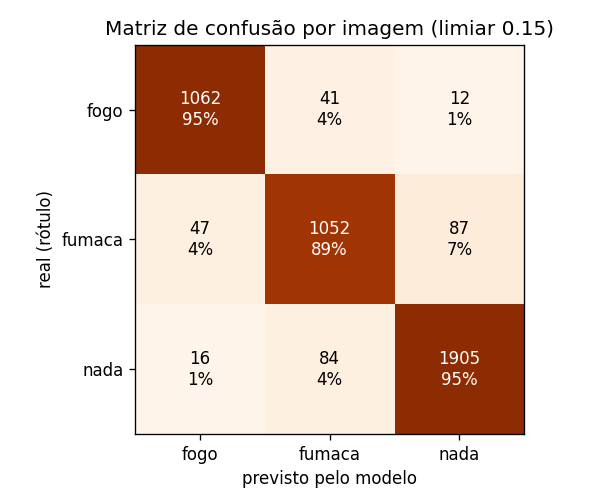 Matriz de confusão por imagem (limiar 0.15)
real (rótulo)
fogo
1062
95%
41
4%
12
1%
fumaca
47
4%
1052
89%
87
7%
nada
16
1%
84
4%
1905
95%
fogo
fumaca
nada
previsto pelo modelo